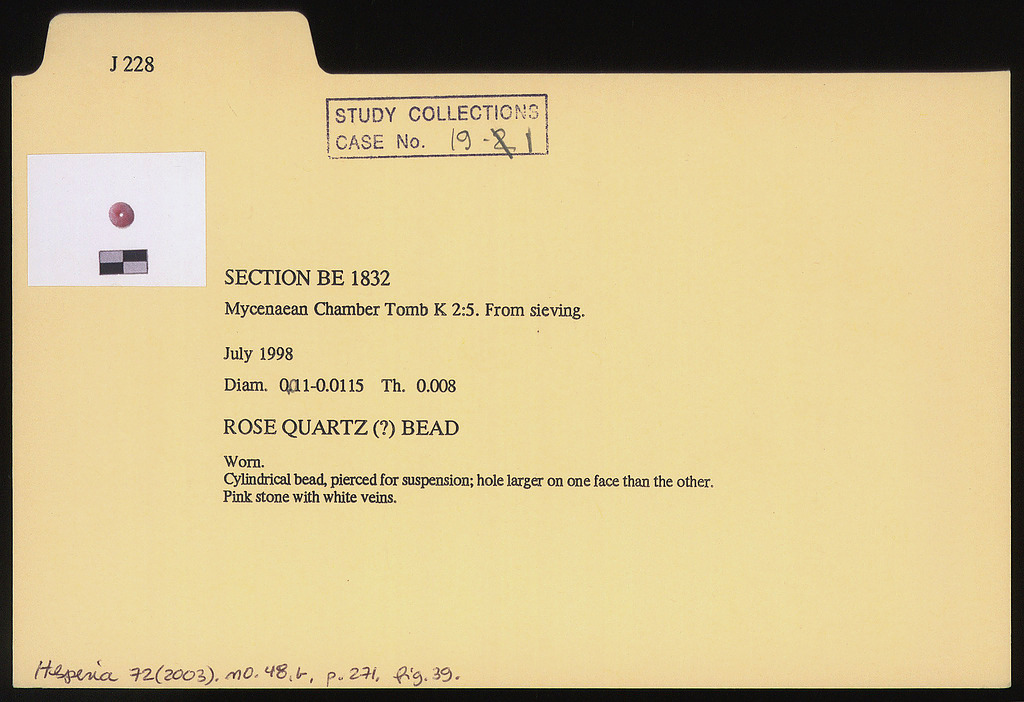 J 228
STUDY COLLECTIONS
CASE No. 19-2 1
SECTION BE 1832
Mycenaean Chamber Tomb K 2:5. From sieving.
July 1998
Diam. 0.011-0.0115 Th. 0.008
ROSE QUARTZ (?) BEAD
Worn.
Cylindrical bead, pierced for suspension; hole larger on one face than the other.
Pink stone with white veins.
Hesperia 72(2003). no. 48, b, p. 271, fig. 39.